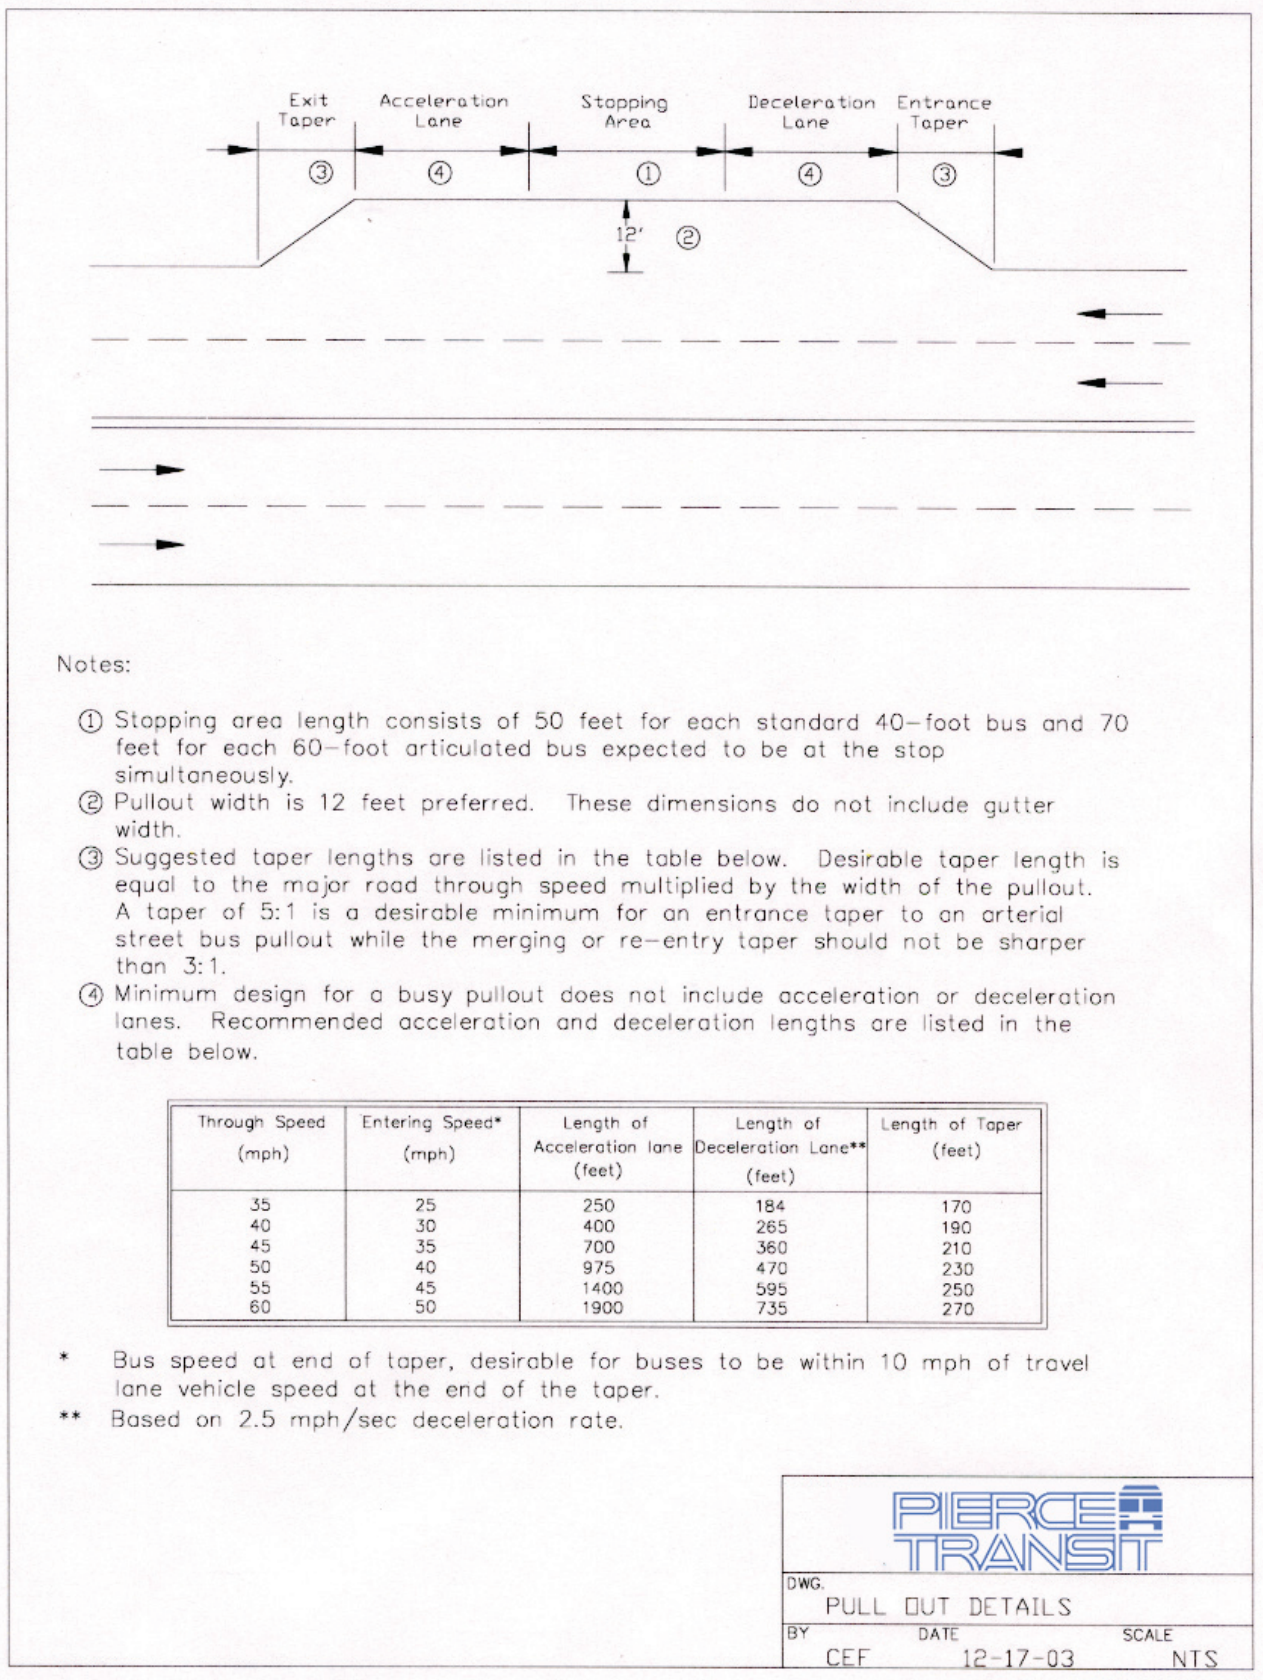 Exit Taper
Acceleration Lane
Stopping Area
Deceleration Lane
Entrance Taper
③ ④ ① ④ ③
12' ②
Notes:
① Stopping area length consists of 50 feet for each standard 40-foot bus and 70
feet for each 60-foot articulated bus expected to be at the stop
simultaneously.
② Pullout width is 12 feet preferred. These dimensions do not include gutter
width.
③ Suggested taper lengths are listed in the table below. Desirable taper length is
equal to the major road through speed multiplied by the width of the pullout.
A taper of 5:1 is a desirable minimum for an entrance taper to an arterial
street bus pullout while the merging or re-entry taper should not be sharper
than 3:1.
④ Minimum design for a busy pullout does not include acceleration or deceleration
lanes. Recommended acceleration and deceleration lengths are listed in the
table below.
Through Speed (mph) Entering Speed* (mph) Length of Acceleration lane (feet) Length of Deceleration Lane** (feet) Length of Taper (feet)
35 25 250 184 170
40 30 400 265 190
45 35 700 360 210
50 40 975 470 230
55 45 1400 595 250
60 50 1900 735 270
* Bus speed at end of taper, desirable for buses to be within 10 mph of travel
lane vehicle speed at the end of the taper.
** Based on 2.5 mph/sec deceleration rate.
PIERCE
TRANSIT
DWG.
PULL OUT DETAILS
BY DATE SCALE
CEF 12-17-03 NTS